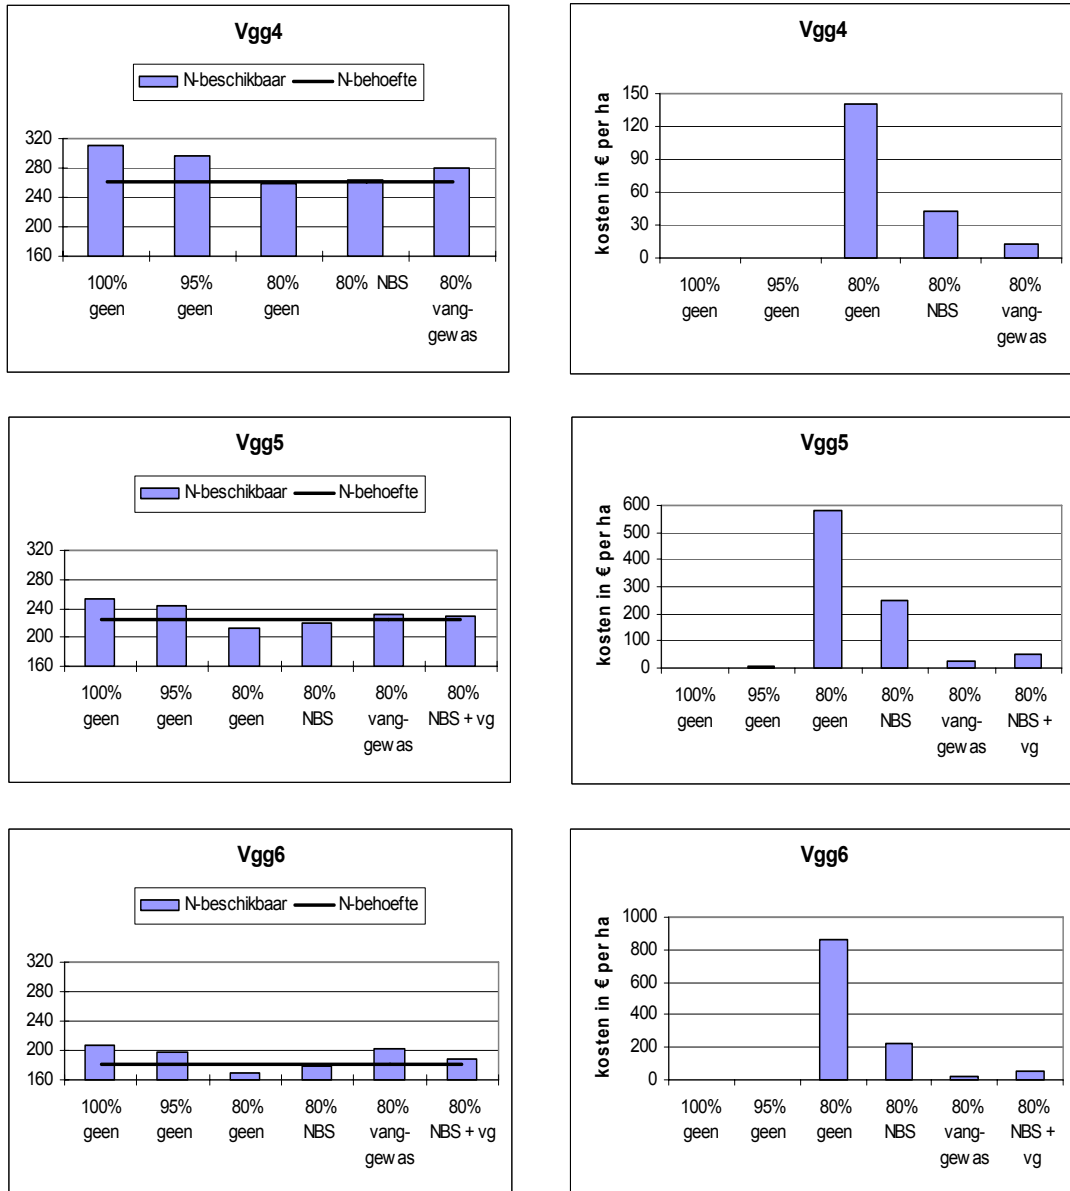 Vgg4
N-beschikbaar N-behoefte
320
280
240
200
160
100% geen
95% geen
80% geen
80% NBS
80% vang-gewas
Vgg4
kosten in € per ha
150
120
90
60
30
0
100% geen
95% geen
80% geen
80% NBS
80% vang-gewas
Vgg5
N-beschikbaar N-behoefte
320
280
240
200
160
100% geen
95% geen
80% geen
80% NBS
80% vang-gewas
80% NBS + vg
Vgg5
kosten in € per ha
600
500
400
300
200
100
0
100% geen
95% geen
80% geen
80% NBS
80% vang-gewas
80% NBS + vg
Vgg6
N-beschikbaar N-behoefte
320
280
240
200
160
100% geen
95% geen
80% geen
80% NBS
80% vang-gewas
80% NBS + vg
Vgg6
kosten in € per ha
1000
800
600
400
200
0
100% geen
95% geen
80% geen
80% NBS
80% vang-gewas
80% NBS + vg